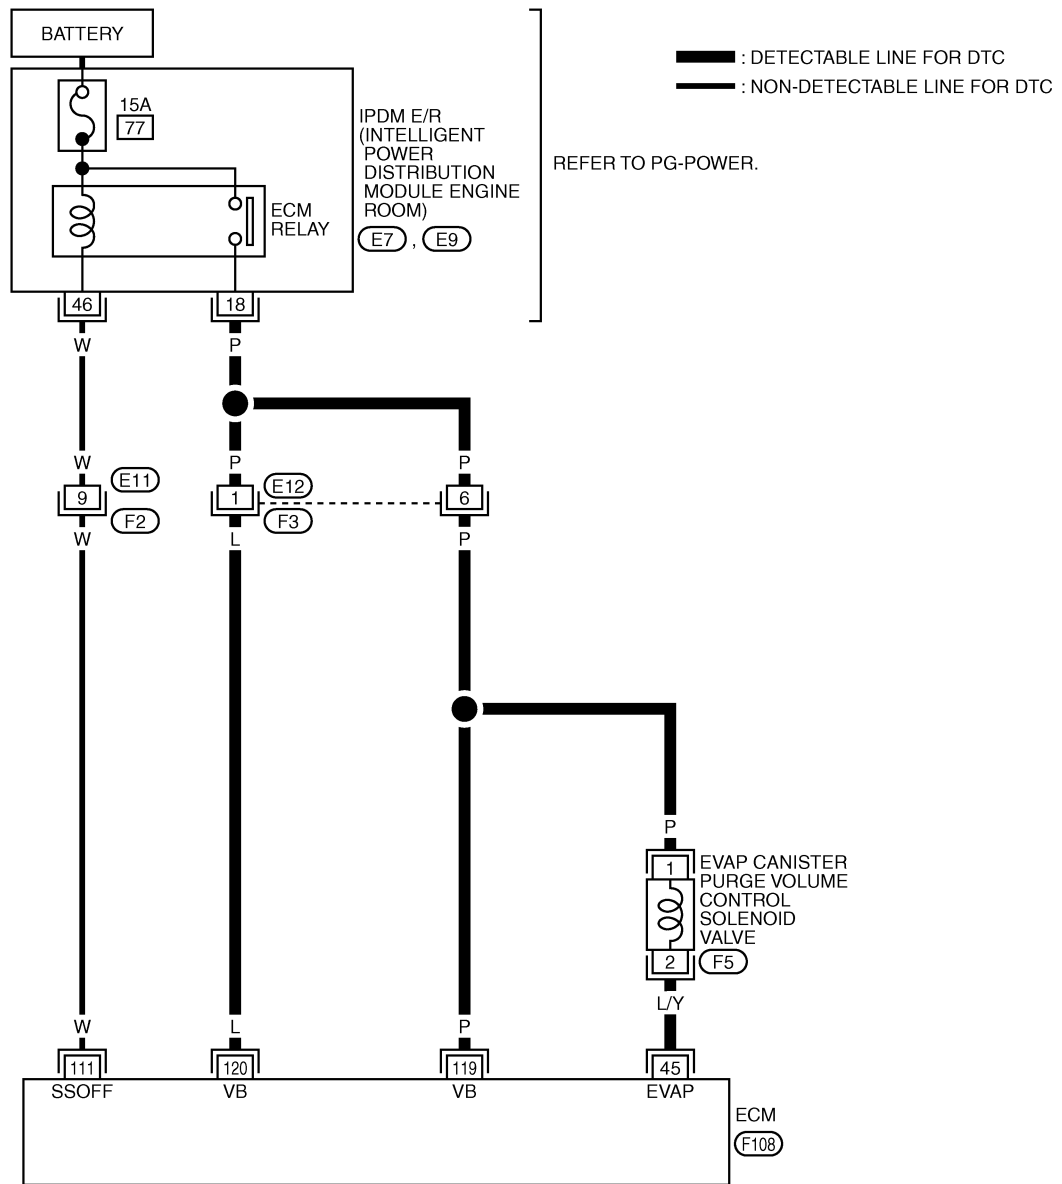 BATTERY
: DETECTABLE LINE FOR DTC
: NON-DETECTABLE LINE FOR DTC
15A
77
IPDM E/R
(INTELLIGENT
POWER
DISTRIBUTION
MODULE ENGINE
ROOM)
E7 , E9
REFER TO PG-POWER.
ECM
RELAY
46
18
W
P
W
P
P
9
E11
F2
1
E12
F3
6
W
L
P
P
1
EVAP CANISTER
PURGE VOLUME
CONTROL
SOLENOID
VALVE
2
F5
L/Y
W
L
P
111
120
119
45
SSOFF
VB
VB
EVAP
ECM
F108